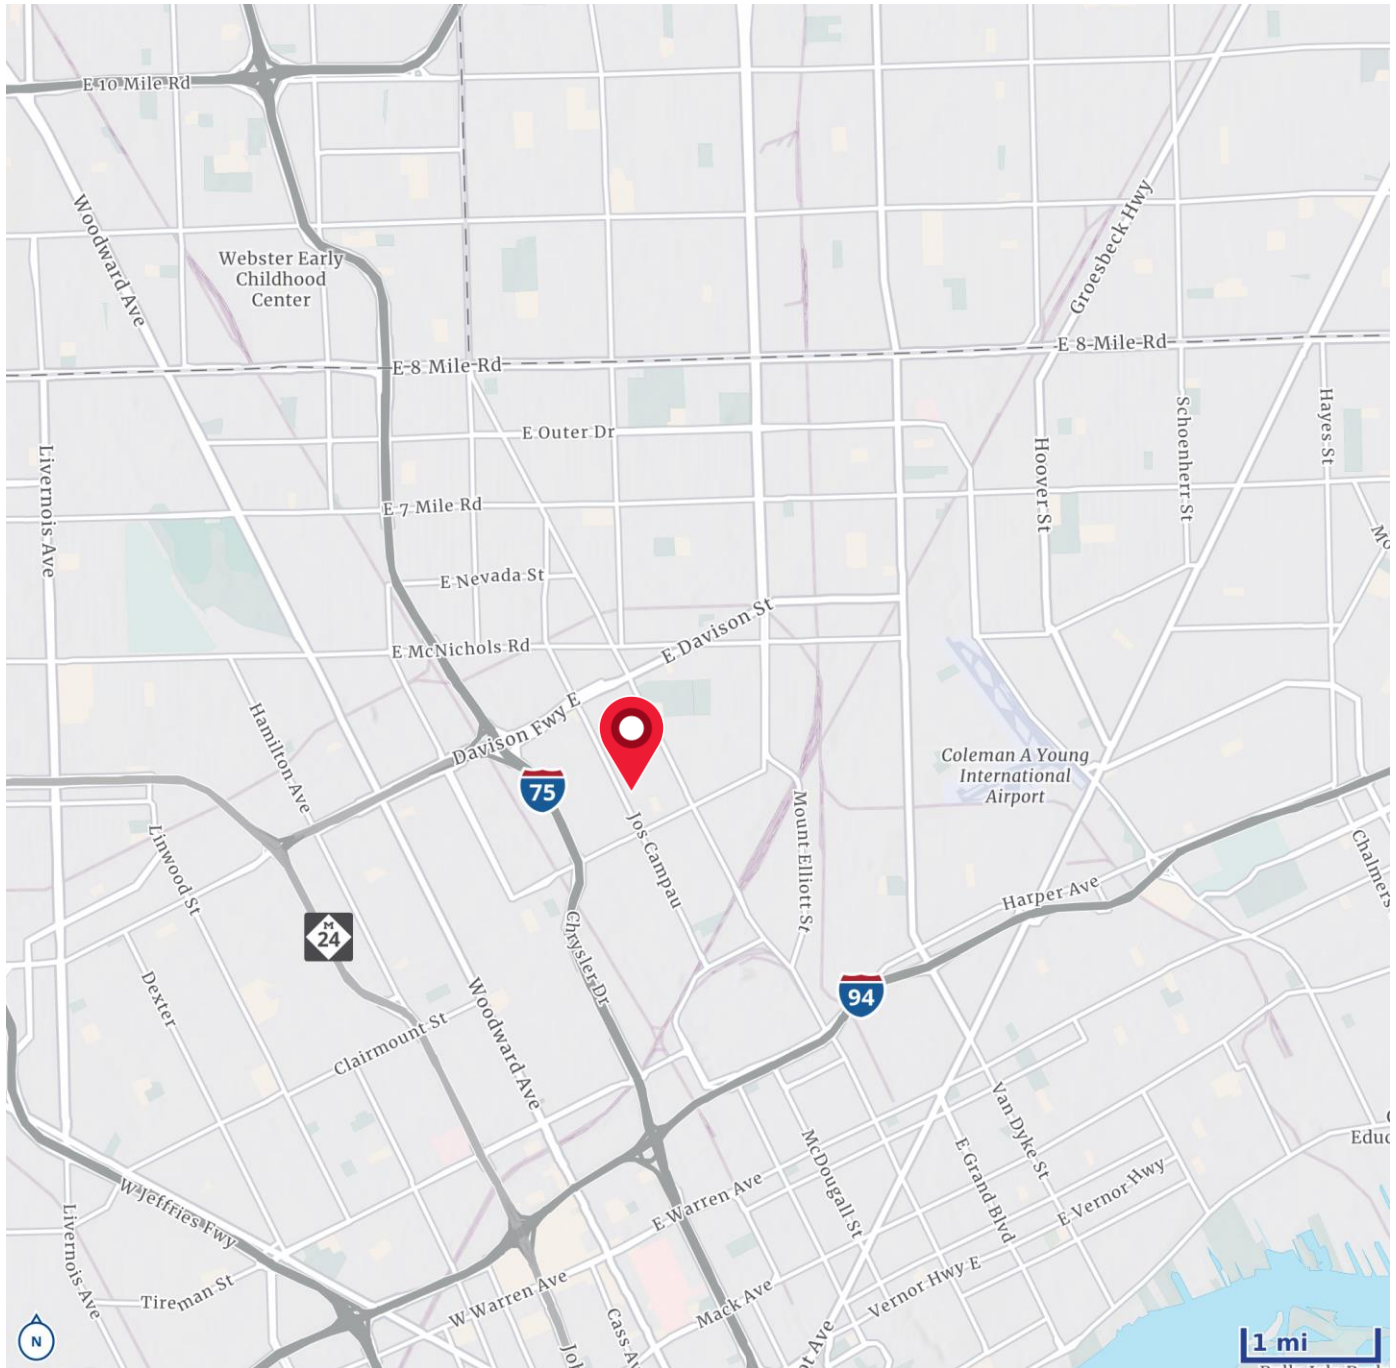 E 10 Mile Rd
Woodward Ave
Groesbeck Hwy
Webster Early
Childhood
Center
E 8 Mile Rd
E 8 Mile Rd
E Outer Dr
Livernois Ave
Hoover St
Schoenherr St
Hayes St
E 7 Mile Rd
Mo
E Nevada St
E Davison St
E McNichols Rd
Davison Fwy E
Hamilton Ave
Coleman A Young
International
Airport
75
Jos Campau
Mount Elliott St
Linwood St
Chalmers
Harper Ave
M
24
Chrysler Dr
Dexter
94
Woodward Ave
Clairmount St
Van Dyke St
McDougall St
E Grand Blvd
Educ
E Vernor Hwy
E Warren Ave
W Jeffries Fwy
Livernois Ave
Vernor Hwy E
Tireman St
W Warren Ave
Mack Ave
Cass Av
N
1 mi